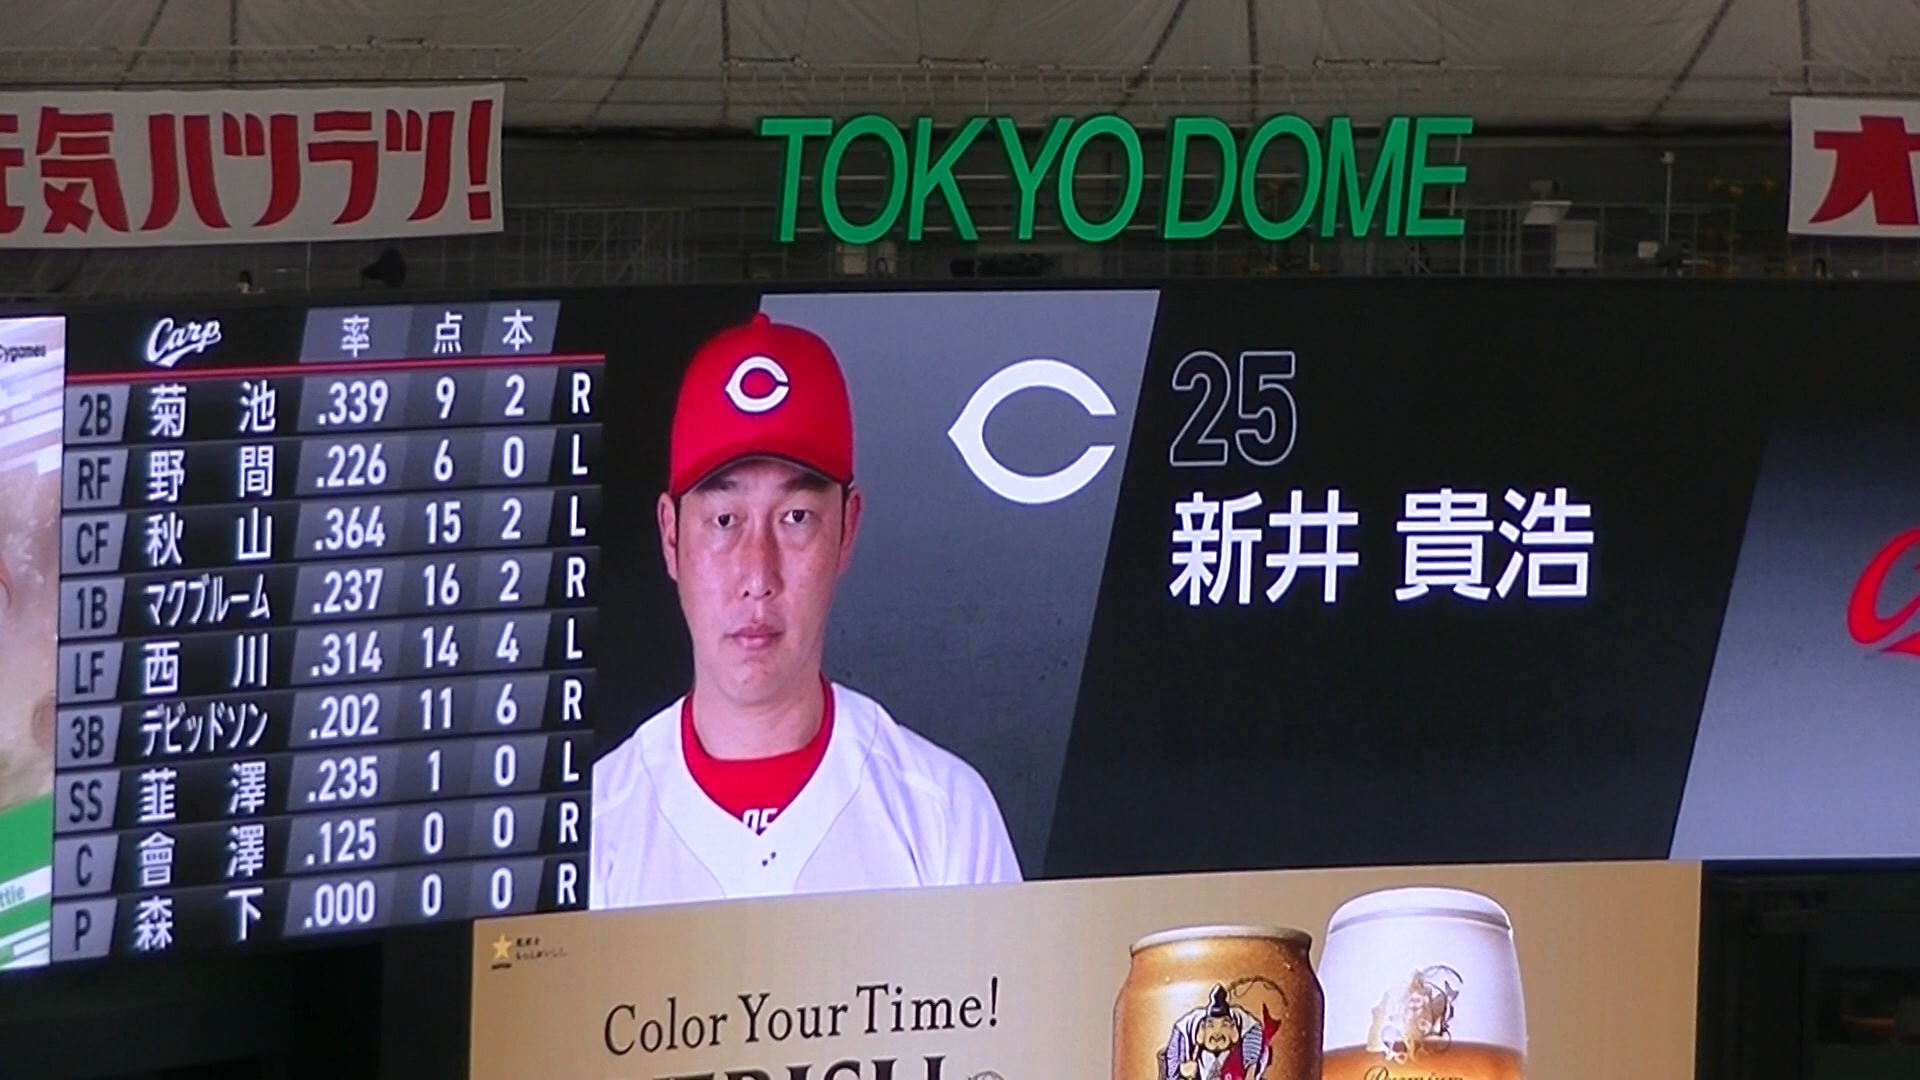 元気ハツラツ!
TOKYO DOME
オ
Cygames
Carp 率 点 本
2B 菊池 .339 9 2 R
RF 野間 .226 6 0 L
CF 秋山 .364 15 2 L
1B マクブルーム .237 16 2 R
LF 西川 .314 14 4 L
3B デビッドソン .202 11 6 R
SS 韮澤 .235 1 0 L
C 會澤 .125 0 0 R
P 森下 .000 0 0 R
C
C
25
新井 貴浩
Color Your Time!
Premium